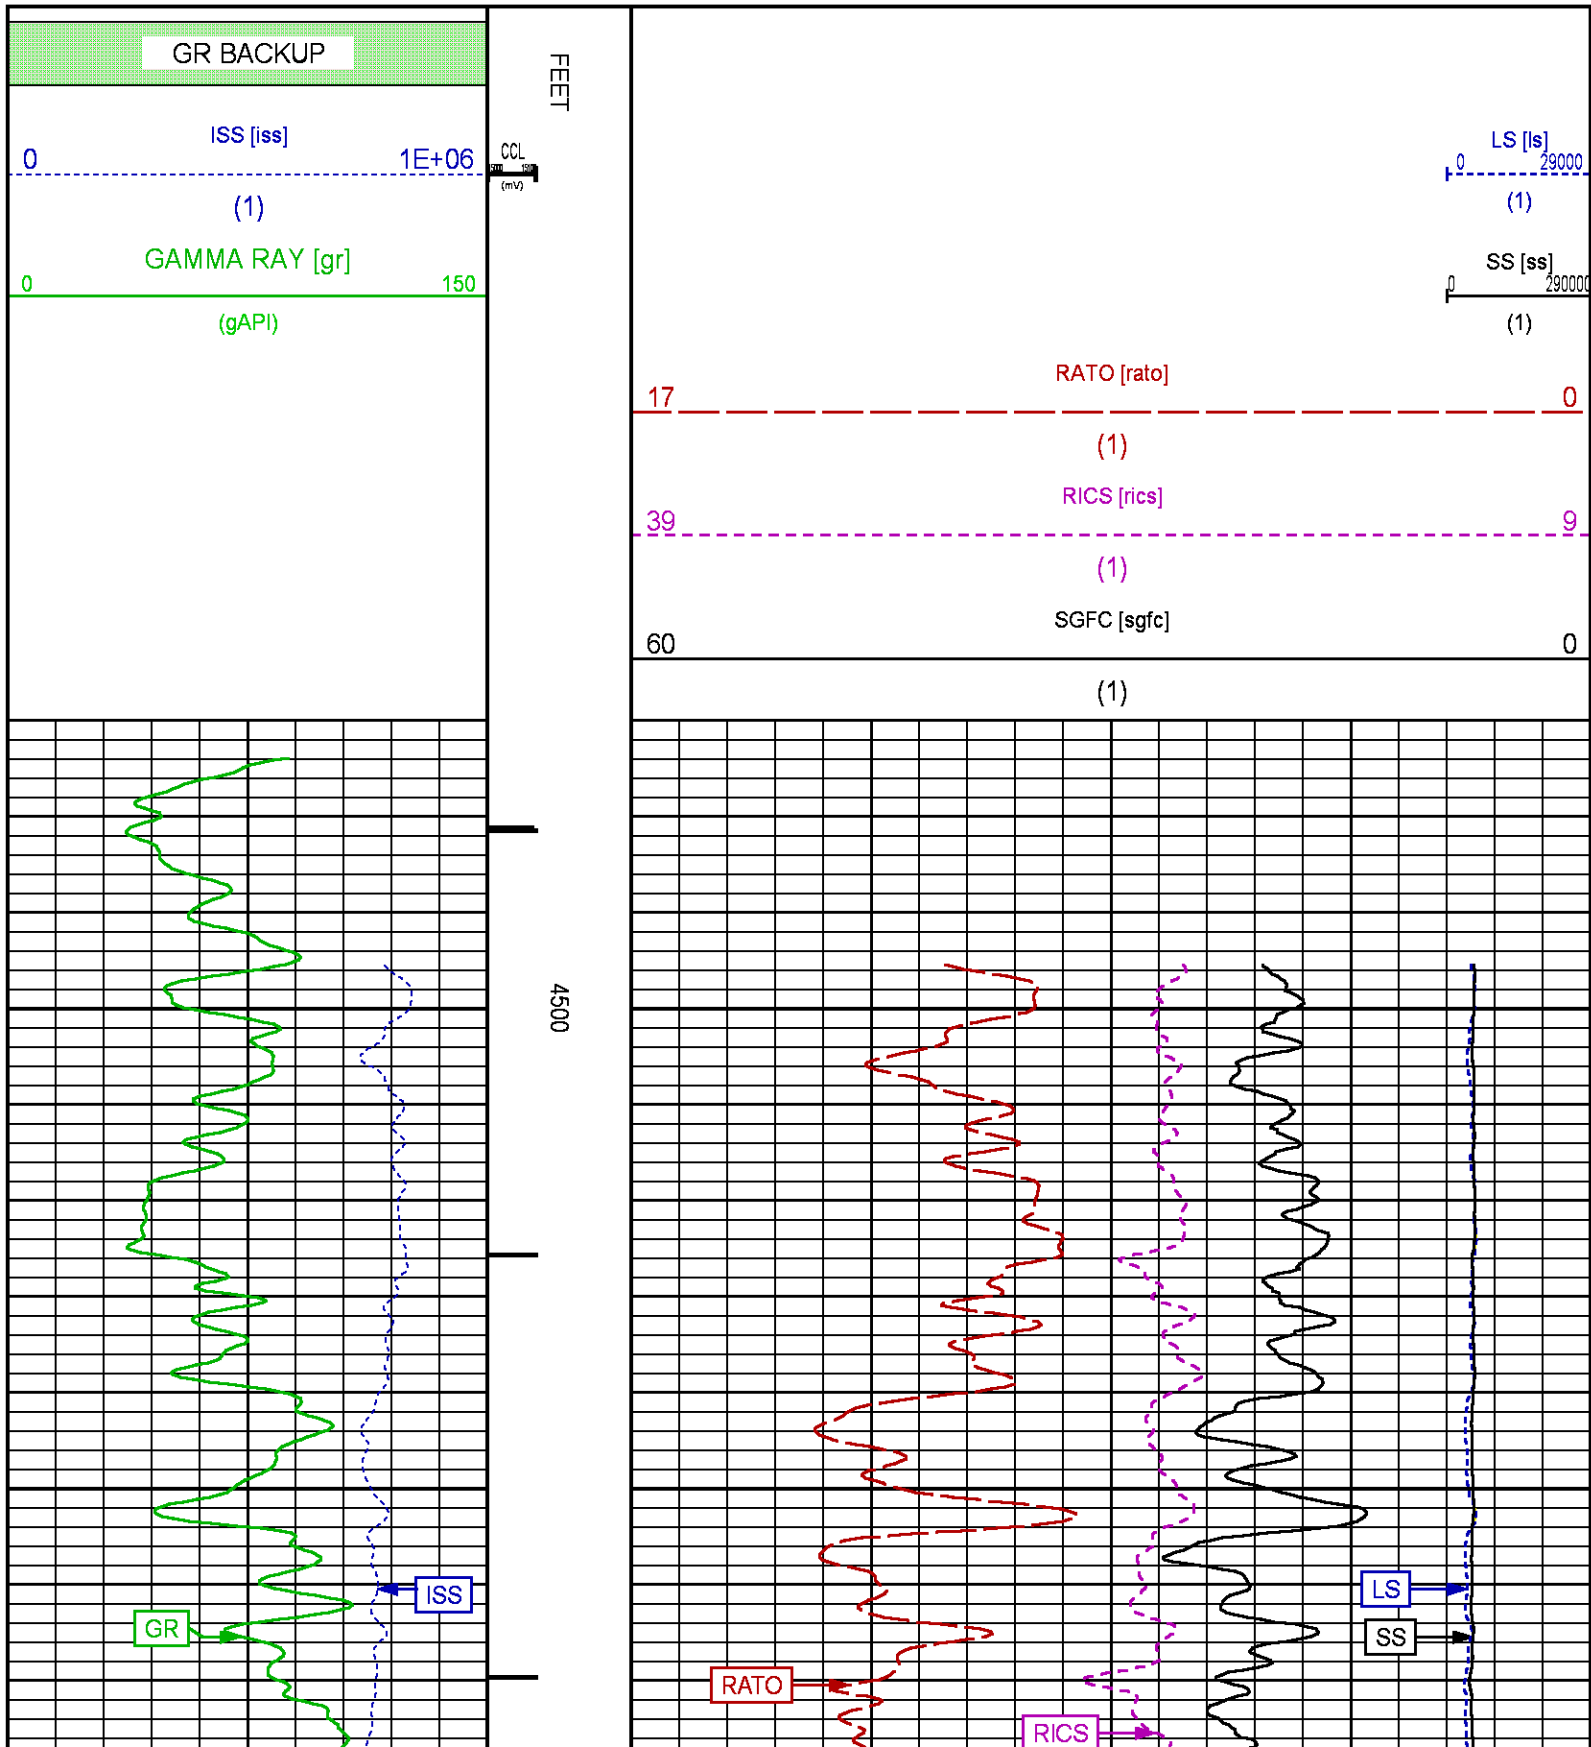 GR BACKUP
FEET
ISS [iss]
0 1E+06
(1)
CCL
(mV)
LS [ls]
0 29000
(1)
GAMMA RAY [gr]
0 150
(gAPI)
SS [ss]
0 290000
(1)
RATO [rato]
17 0
(1)
RICS [rics]
39 9
(1)
SGFC [sgfc]
60 0
(1)
4500
ISS
LS
GR
SS
RATO
RICS